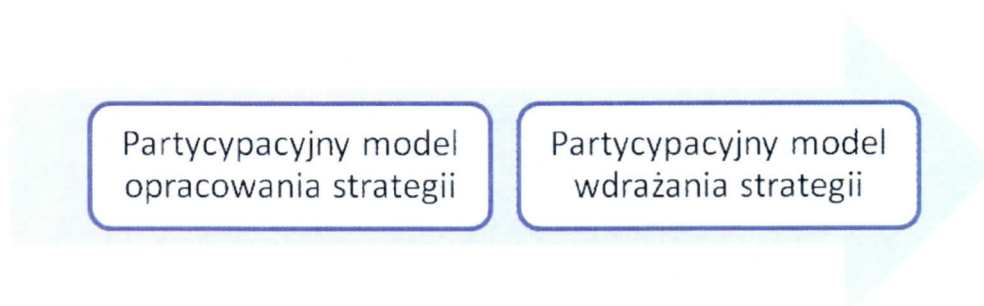 Partycypacyjny model
opracowania strategii
Partycypacyjny model
wdrażania strategii